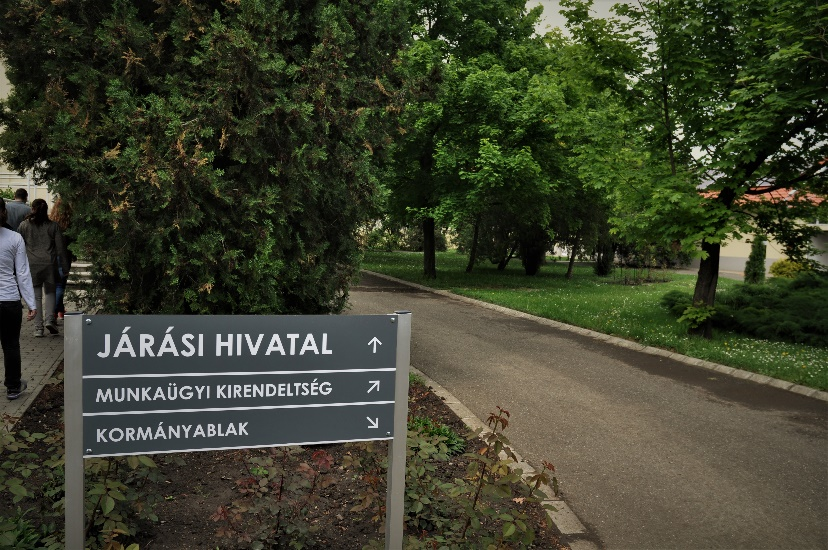 JÁRÁSI HIVATAL ↑
MUNKAÜGYI KIRENDELTSÉG ↗
KORMÁNYABLAK ↘